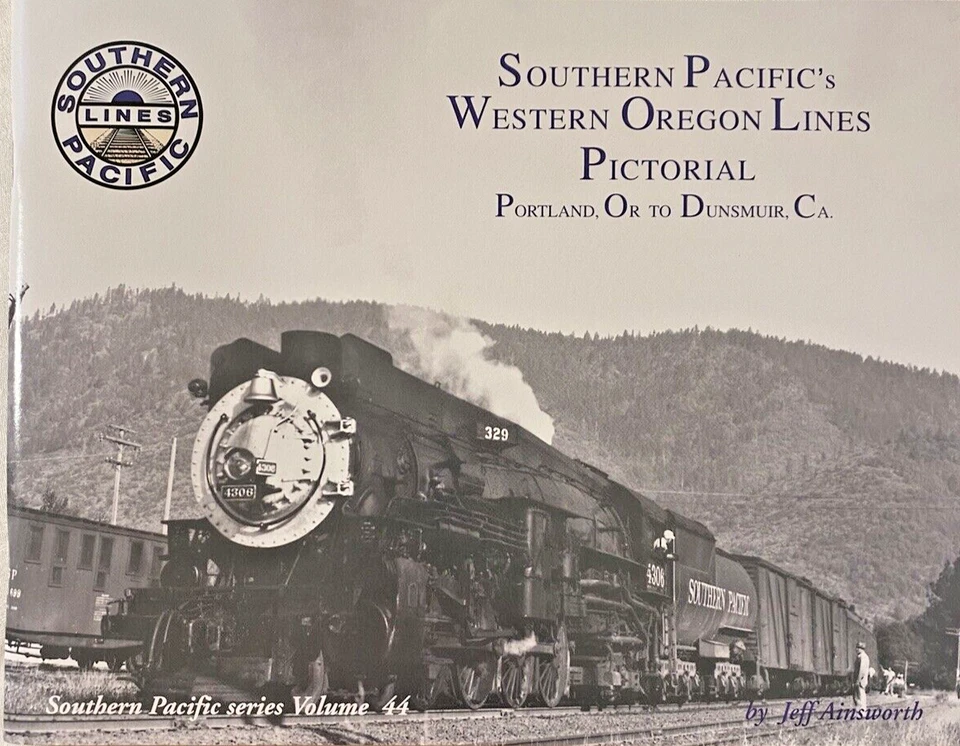 SOUTHERN
LINES
PACIFIC
SOUTHERN PACIFIC'S
WESTERN OREGON LINES
PICTORIAL
PORTLAND, OR TO DUNSMUIR, CA.
329
4306
4306
4306
SOUTHERN PACIFIC
Southern Pacific series Volume 44
by Jeff Ainsworth